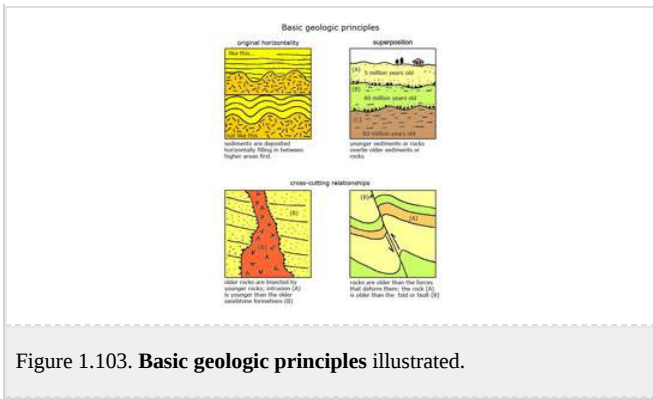 Basic geologic principles
original horizontality
like this...
not like this
sediments are deposited
horizontally filling in between
higher areas first
superposition
(A)
5 million years old
(B)
40 million years old
(C)
80 million years old
younger sediments or rocks
overlie older sediments or
rocks
cross-cutting relationships
(B)
(A)
older rocks are bisected by
younger rocks; intrusion (A)
is younger than the older
sandstone formations (B)
(B)
(A)
rocks are older than the forces
that deform them; the rock (A)
is older than the fold or fault (B)
Figure 1.103. Basic geologic principles illustrated.